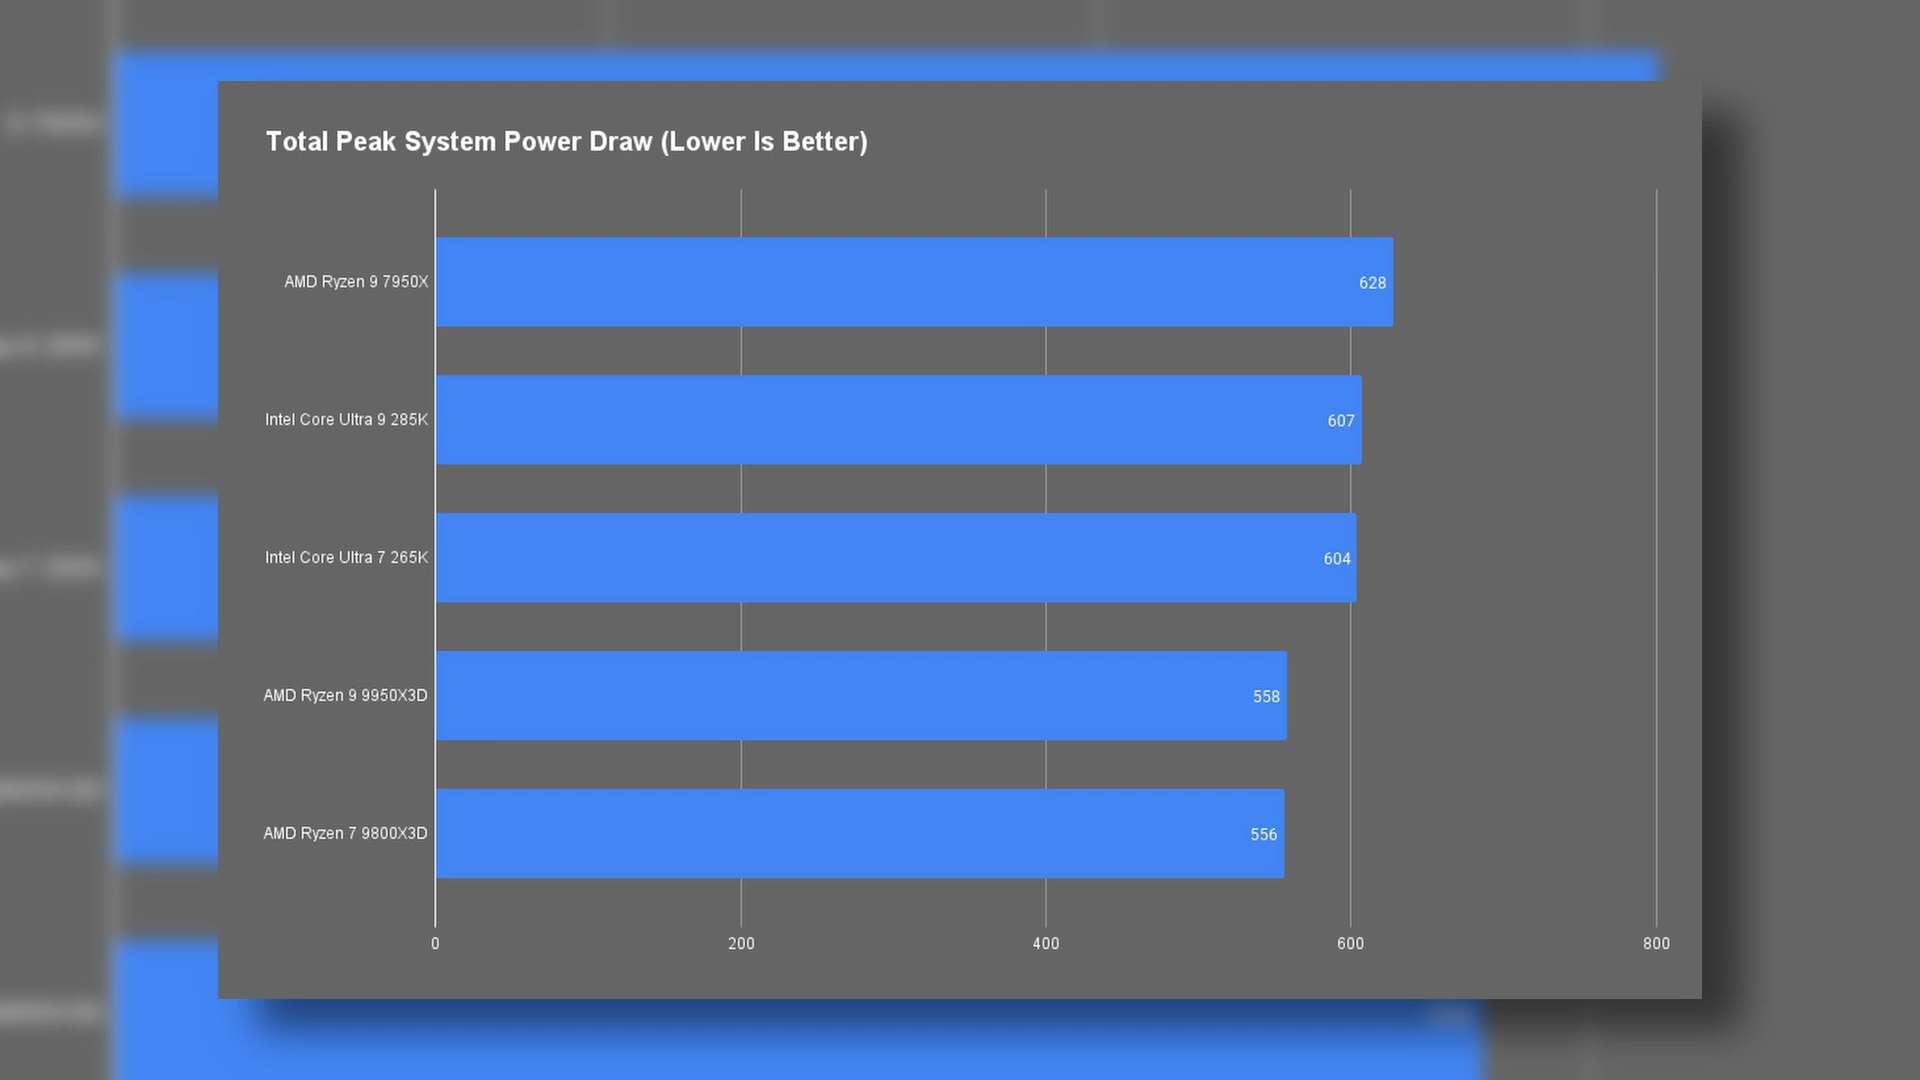 Total Peak System Power Draw (Lower Is Better)
AMD Ryzen 9 7950X
628
Intel Core Ultra 9 285K
607
Intel Core Ultra 7 265K
604
AMD Ryzen 9 9950X3D
558
AMD Ryzen 7 9800X3D
556
0 200 400 600 800